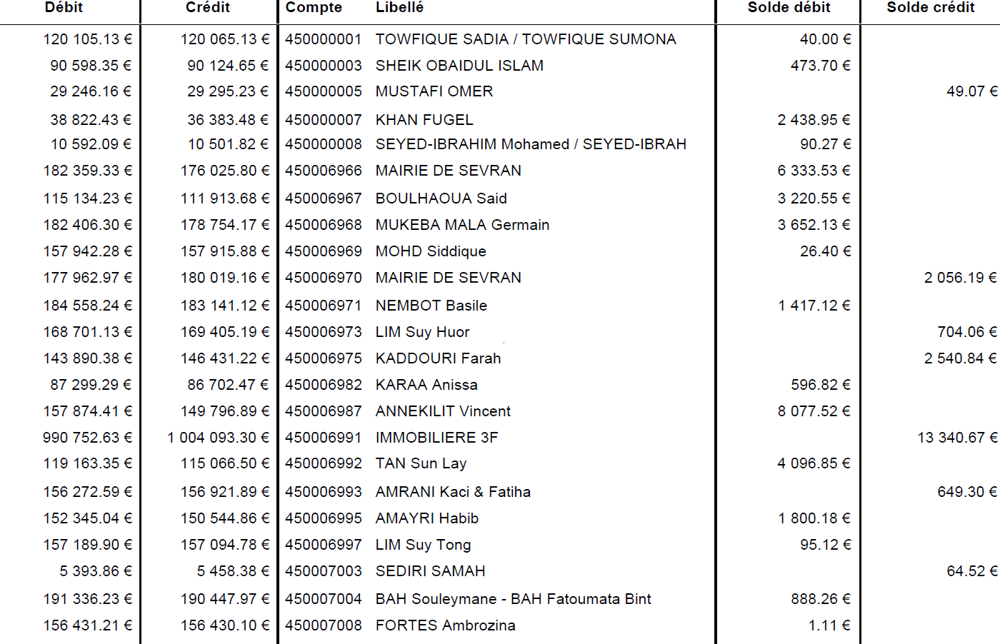 Débit Crédit Compte Libellé Solde débit Solde crédit
120 105.13 € 120 065.13 € 450000001 TOWFIQUE SADIA / TOWFIQUE SUMONA 40.00 €
90 598.35 € 90 124.65 € 450000003 SHEIK OBAIDUL ISLAM 473.70 €
29 246.16 € 29 295.23 € 450000005 MUSTAFI OMER 49.07 €
38 822.43 € 36 383.48 € 450000007 KHAN FUGEL 2 438.95 €
10 592.09 € 10 501.82 € 450000008 SEYED-IBRAHIM Mohamed / SEYED-IBRAH 90.27 €
182 359.33 € 176 025.80 € 450006966 MAIRIE DE SEVRAN 6 333.53 €
115 134.23 € 111 913.68 € 450006967 BOULHAOUA Said 3 220.55 €
182 406.30 € 178 754.17 € 450006968 MUKEBA MALA Germain 3 652.13 €
157 942.28 € 157 915.88 € 450006969 MOHD Siddique 26.40 €
177 962.97 € 180 019.16 € 450006970 MAIRIE DE SEVRAN 2 056.19 €
184 558.24 € 183 141.12 € 450006971 NEMBOT Basile 1 417.12 €
168 701.13 € 169 405.19 € 450006973 LIM Suy Huor 704.06 €
143 890.38 € 146 431.22 € 450006975 KADDOURI Farah 2 540.84 €
87 299.29 € 86 702.47 € 450006982 KARAA Anissa 596.82 €
157 874.41 € 149 796.89 € 450006987 ANNEKILIT Vincent 8 077.52 €
990 752.63 € 1 004 093.30 € 450006991 IMMOBILIERE 3F 13 340.67 €
119 163.35 € 115 066.50 € 450006992 TAN Sun Lay 4 096.85 €
156 272.59 € 156 921.89 € 450006993 AMRANI Kaci & Fatiha 649.30 €
152 345.04 € 150 544.86 € 450006995 AMAYRI Habib 1 800.18 €
157 189.90 € 157 094.78 € 450006997 LIM Suy Tong 95.12 €
5 393.86 € 5 458.38 € 450007003 SEDIRI SAMAH 64.52 €
191 336.23 € 190 447.97 € 450007004 BAH Souleymane - BAH Fatoumata Bint 888.26 €
156 431.21 € 156 430.10 € 450007008 FORTES Ambrozina 1.11 €